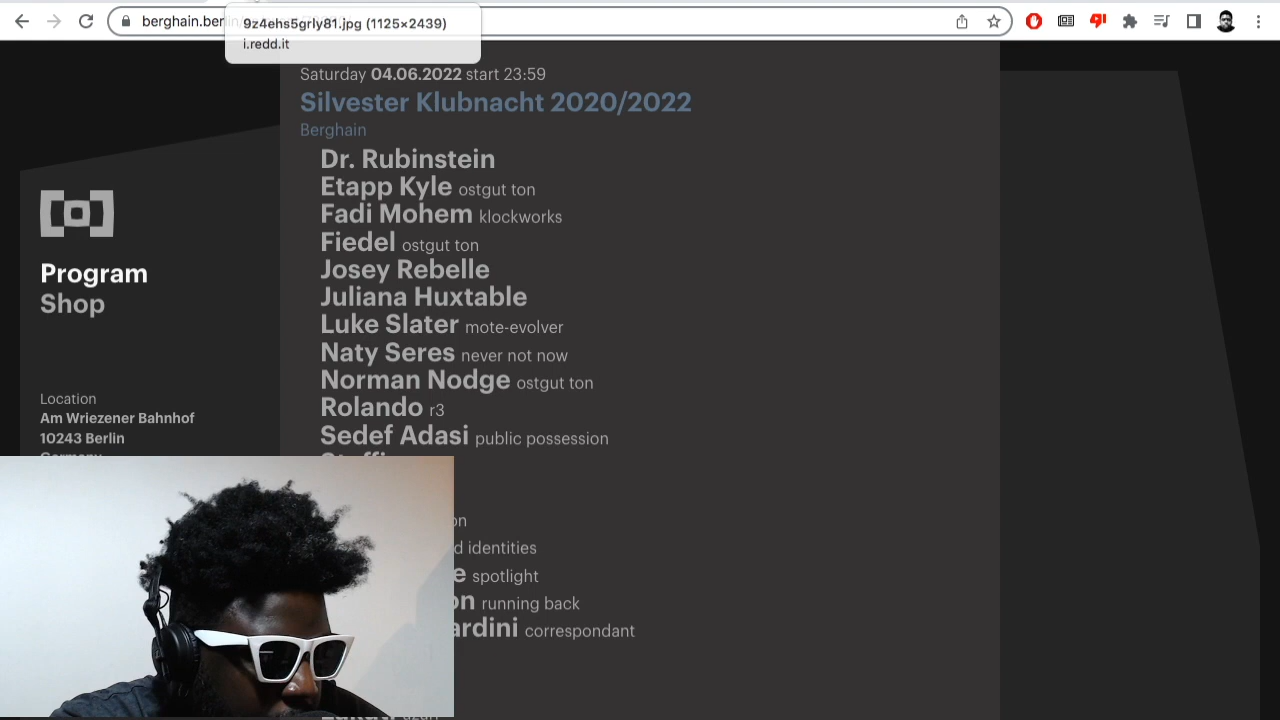 berghain.berlin
9z4ehs5grly81.jpg (1125×2439)
i.redd.it
Saturday 04.06.2022 start 23:59
Silvester Klubnacht 2020/2022
Berghain
Dr. Rubinstein
Etapp Kyle ostgut ton
Fadi Mohem klockworks
Fiedel ostgut ton
Josey Rebelle
Juliana Huxtable
Luke Slater mote-evolver
Naty Seres never not now
Norman Nodge ostgut ton
Rolando r3
Sedef Adasi public possession
Program
Shop
Location
Am Wriezener Bahnhof
10243 Berlin
Germany
on
d identities
e spotlight
on running back
ardini correspondant